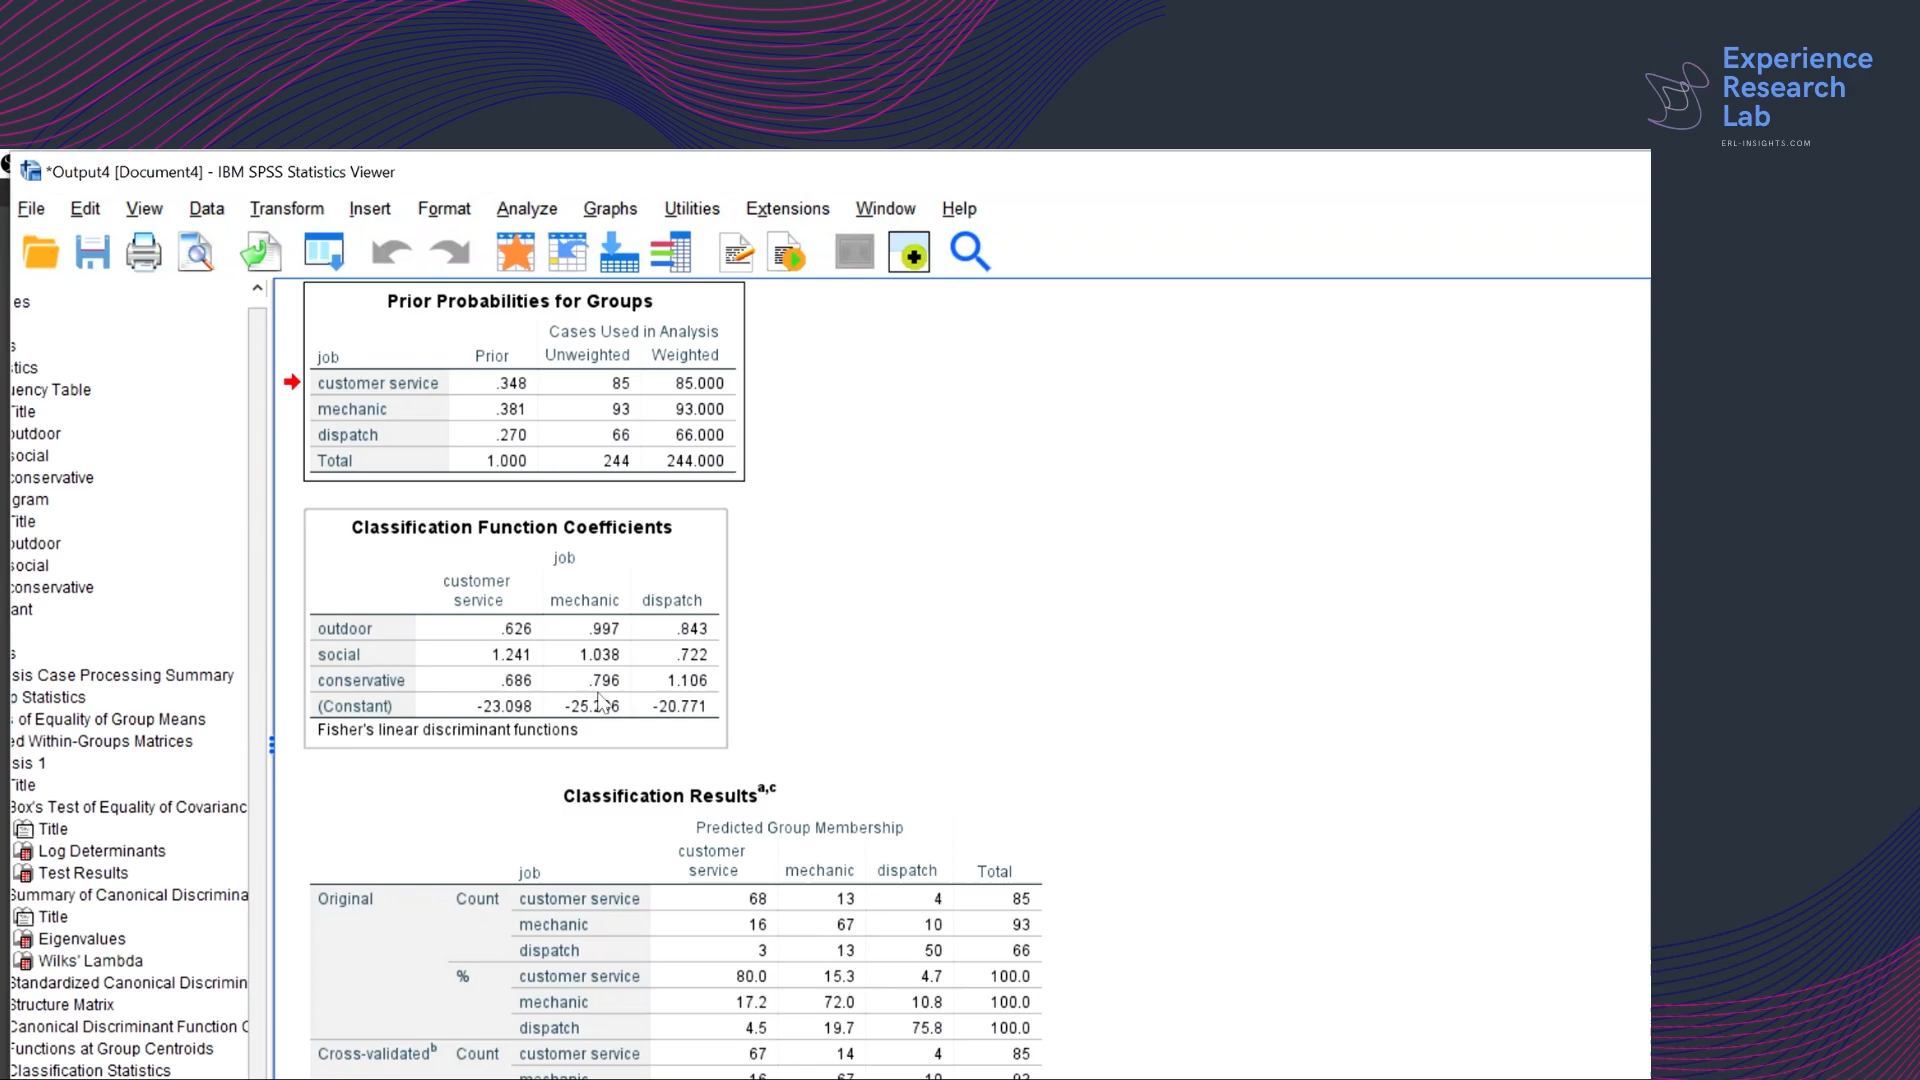 Experience
Research
Lab
ERL-INSIGHTS.COM
*Output4 [Document4] - IBM SPSS Statistics Viewer
File Edit View Data Transform Insert Format Analyze Graphs Utilities Extensions Window Help
es
s
tics
uency Table
Title
outdoor
social
conservative
gram
Title
outdoor
social
conservative
ant
s
sis Case Processing Summary
p Statistics
s of Equality of Group Means
ed Within-Groups Matrices
sis 1
Title
Box's Test of Equality of Covarianc
Title
Log Determinants
Test Results
Summary of Canonical Discrimina
Title
Eigenvalues
Wilks' Lambda
Standardized Canonical Discrimin
Structure Matrix
Canonical Discriminant Function C
Functions at Group Centroids
Classification Statistics
Prior Probabilities for Groups
Cases Used in Analysis
job Prior Unweighted Weighted
customer service .348 85 85.000
mechanic .381 93 93.000
dispatch .270 66 66.000
Total 1.000 244 244.000
Classification Function Coefficients
job
customer
service mechanic dispatch
outdoor .626 .997 .843
social 1.241 1.038 .722
conservative .686 .796 1.106
(Constant) -23.098 -20.771
Fisher's linear discriminant functions
Classification Results a,c
Predicted Group Membership
customer
job service mechanic dispatch Total
Original Count customer service 68 13 4 85
mechanic 16 67 10 93
dispatch 3 13 50 66
% customer service 80.0 15.3 4.7 100.0
mechanic 17.2 72.0 10.8 100.0
dispatch 4.5 19.7 75.8 100.0
Cross-validated b Count customer service 67 14 4 85